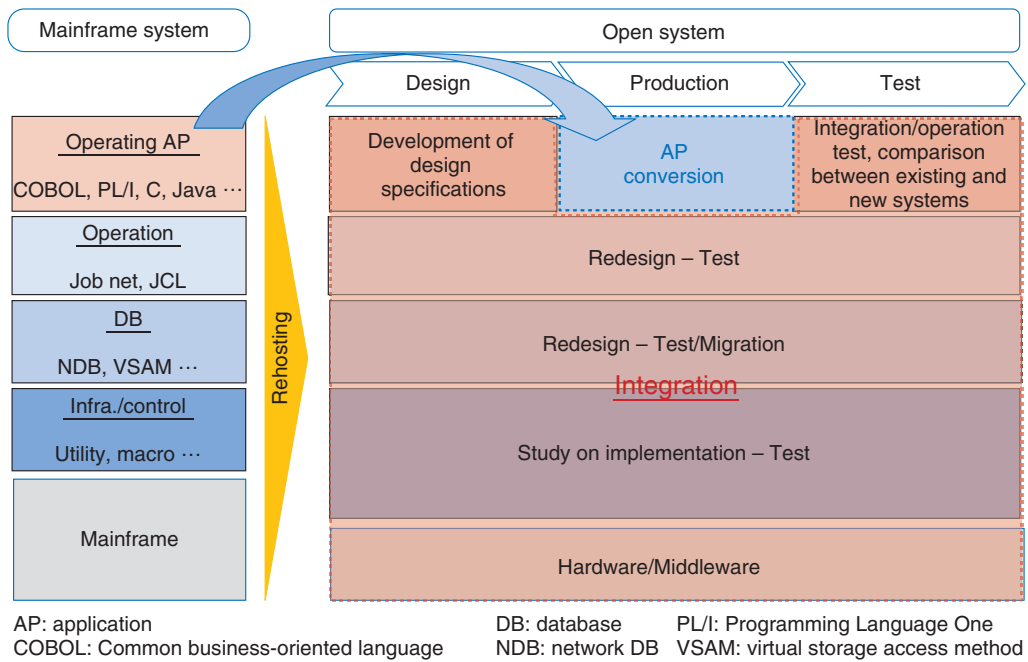 Mainframe system
Open system
Design
Production
Test
Operating AP
COBOL, PL/I, C, Java ···
Operation
Job net, JCL
DB
NDB, VSAM ···
Infra./control
Utility, macro ···
Mainframe
Rehosting
Development of
design
specifications
AP
conversion
Integration/operation
test, comparison
between existing and
new systems
Redesign – Test
Redesign – Test/Migration
Integration
Study on implementation – Test
Hardware/Middleware
AP: application
COBOL: Common business-oriented language
DB: database
NDB: network DB
PL/I: Programming Language One
VSAM: virtual storage access method